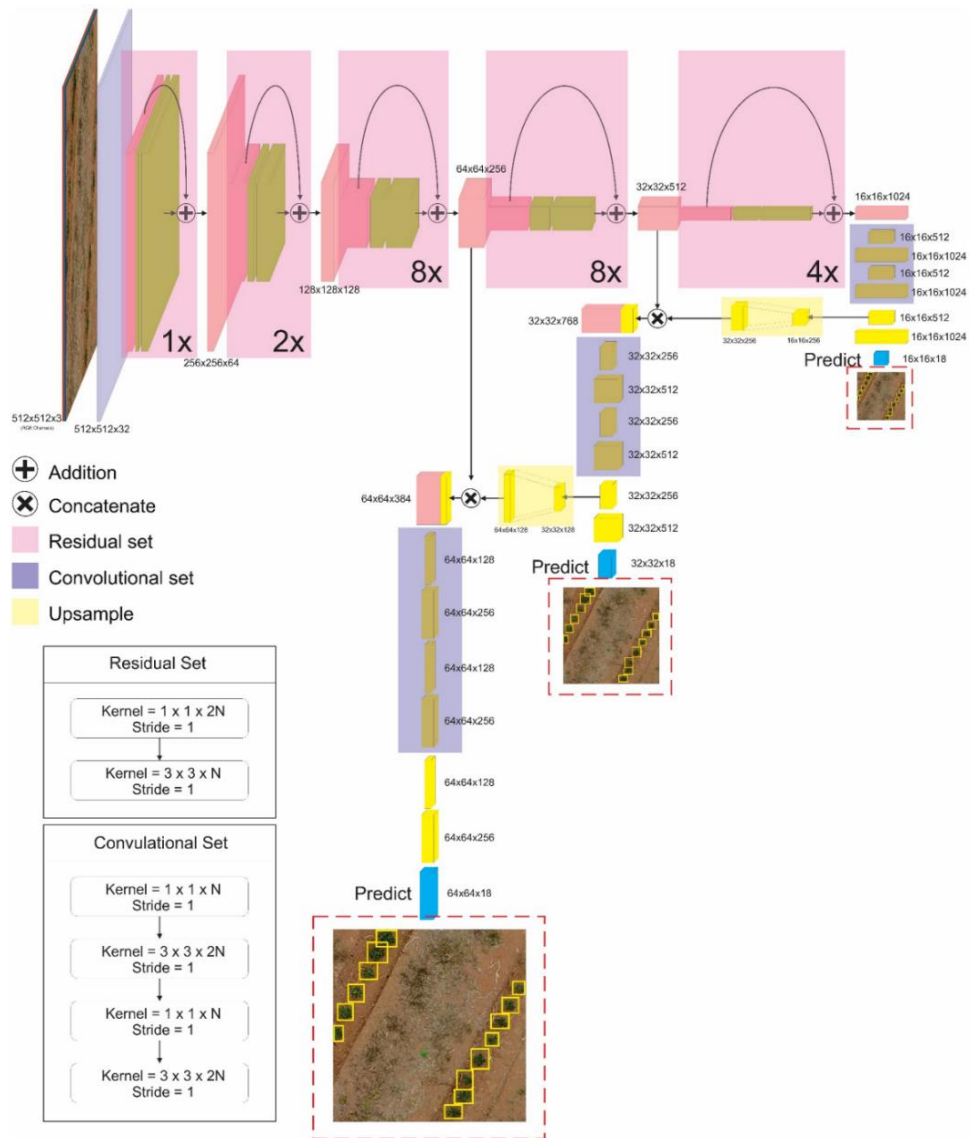 1x
2x
8x
8x
4x
64x64x256
32x32x512
16x16x1024
128x128x128
256x256x64
512x512x3
(RGB Channels)
512x512x32
16x16x512
16x16x1024
16x16x512
16x16x1024
32x32x768
32x32x256
16x16x256
16x16x512
16x16x1024
Predict
16x16x18
32x32x256
32x32x512
32x32x256
32x32x512
64x64x384
64x64x128
32x32x128
32x32x256
32x32x512
Predict
32x32x18
64x64x128
64x64x256
64x64x128
64x64x256
64x64x128
64x64x256
Predict
64x64x18
Addition
Concatenate
Residual set
Convolutional set
Upsample
Residual Set
Kernel = 1 x 1 x 2N
Stride = 1
Kernel = 3 x 3 x N
Stride = 1
Convulational Set
Kernel = 1 x 1 x N
Stride = 1
Kernel = 3 x 3 x 2N
Stride = 1
Kernel = 1 x 1 x N
Stride = 1
Kernel = 3 x 3 x 2N
Stride = 1